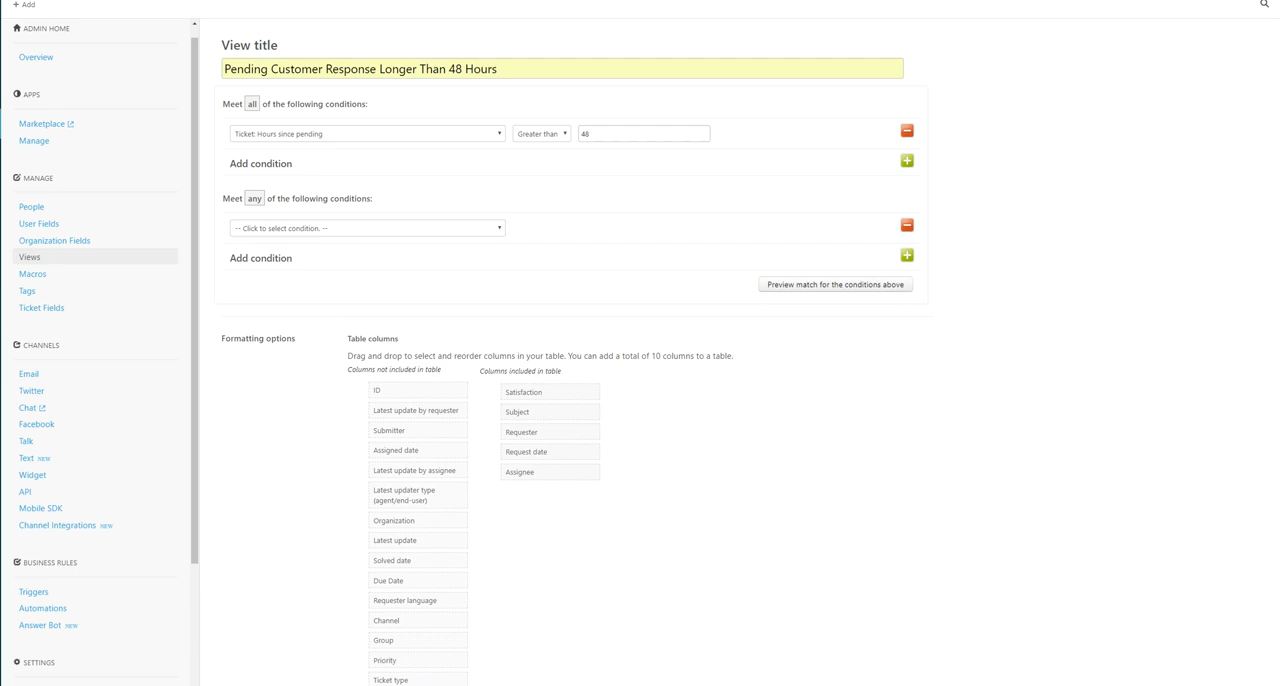 + Add
ADMIN HOME
Overview
APPS
Marketplace
Manage
MANAGE
People
User Fields
Organization Fields
Views
Macros
Tags
Ticket Fields
CHANNELS
Email
Twitter
Chat
Facebook
Talk
Text NEW
Widget
API
Mobile SDK
Channel Integrations NEW
BUSINESS RULES
Triggers
Automations
Answer Bot NEW
SETTINGS
View title
Pending Customer Response Longer Than 48 Hours
Meet all of the following conditions:
Ticket: Hours since pending Greater than 48
Add condition
Meet any of the following conditions:
-- Click to select condition. --
Add condition
Preview match for the conditions above
Formatting options
Table columns
Drag and drop to select and reorder columns in your table. You can add a total of 10 columns to a table.
Columns not included in table
ID
Latest update by requester
Submitter
Assigned date
Latest update by assignee
Latest updater type
(agent/end-user)
Organization
Latest update
Solved date
Due Date
Requester language
Channel
Group
Priority
Ticket type
Columns included in table
Satisfaction
Subject
Requester
Request date
Assignee